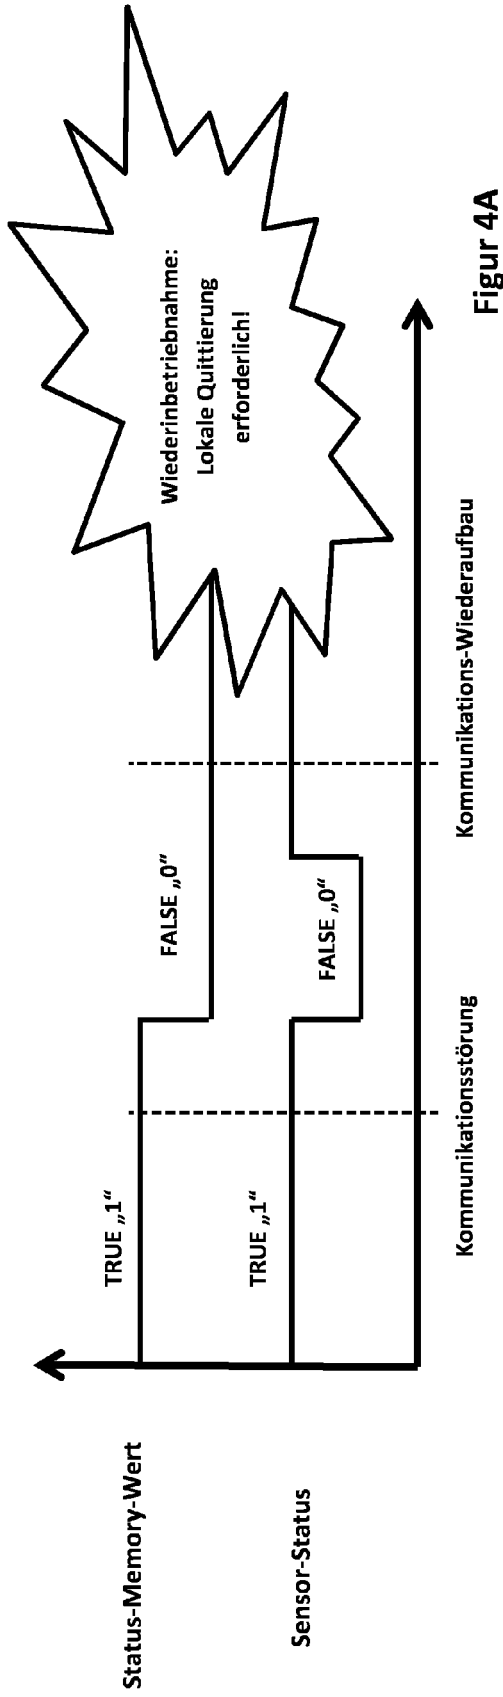 Status-Memory-Wert
TRUE „1“
FALSE „0“
Wiederinbetriebnahme:
Lokale Quittierung
erforderlich!
Sensor-Status
TRUE „1“
FALSE „0“
Kommunikationsstörung
Kommunikations-Wiederaufbau
Figur 4A